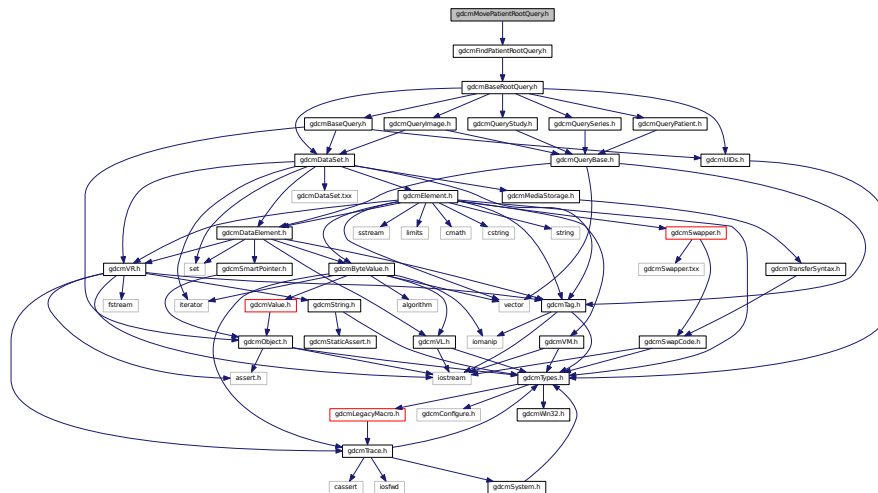 gdcmMovePatientRootQuery.h
gdcmFindPatientRootQuery.h
gdcmBaseRootQuery.h
gdcmBaseQuery.h
gdcmQueryImage.h
gdcmQueryStudy.h
gdcmQuerySeries.h
gdcmQueryPatient.h
gdcmDataSet.h
gdcmQueryBase.h
gdcmUIDs.h
gdcmDataSet.txx
gdcmElement.h
gdcmMediaStorage.h
gdcmDataElement.h
sstream
limits
cmath
cstring
string
gdcmSwapper.h
gdcmVR.h
set
gdcmSmartPointer.h
gdcmByteValue.h
gdcmSwapper.txx
gdcmTransferSyntax.h
fstream
iterator
gdcmValue.h
gdcmString.h
algorithm
vector
gdcmTag.h
gdcmObject.h
gdcmStaticAssert.h
gdcmVL.h
iomanip
gdcmVM.h
gdcmSwapCode.h
assert.h
iostream
gdcmTypes.h
gdcmLegacyMacro.h
gdcmConfigure.h
gdcmWin32.h
gdcmTrace.h
cassert
iosfwd
gdcmSystem.h